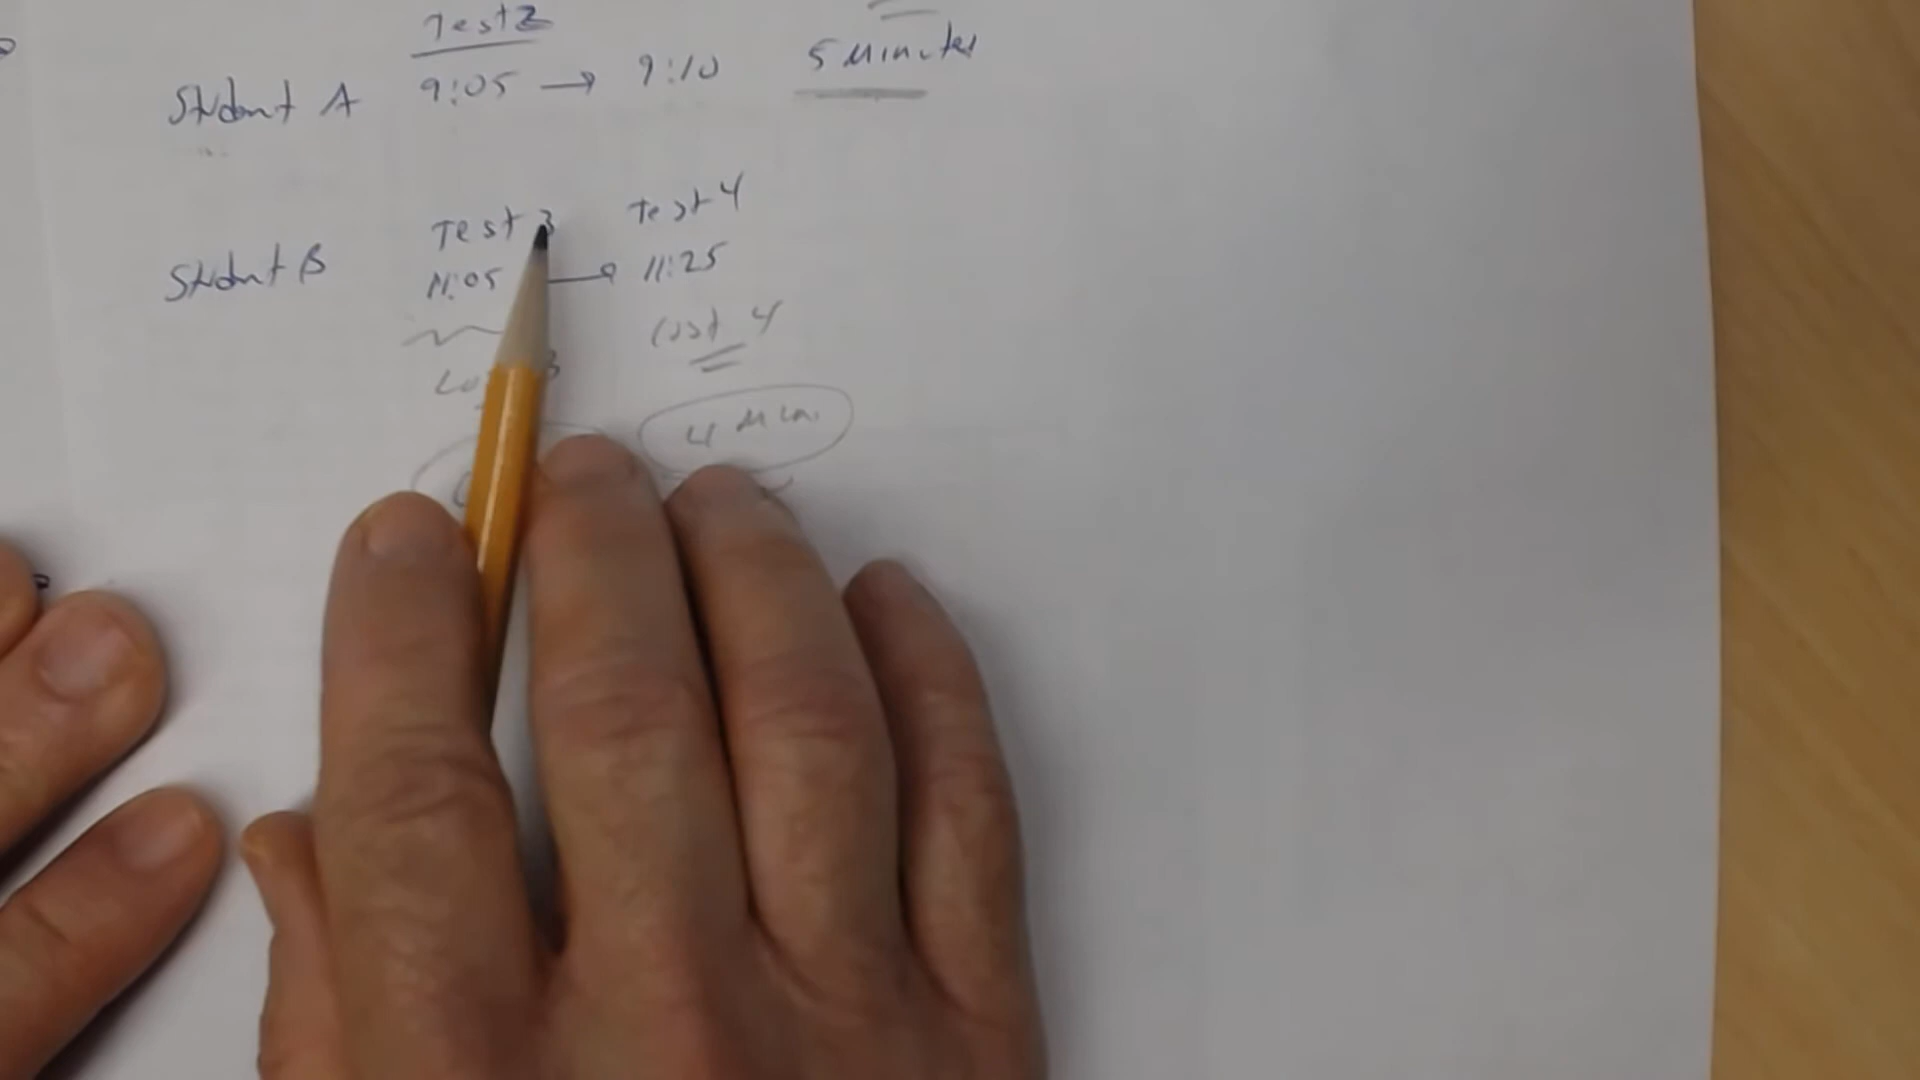 Test 2
Student A 9:05 → 9:10 5 Minutes
Test 3 Test 4
Student B 11:05 → 11:25
Cost 4
4 Min.